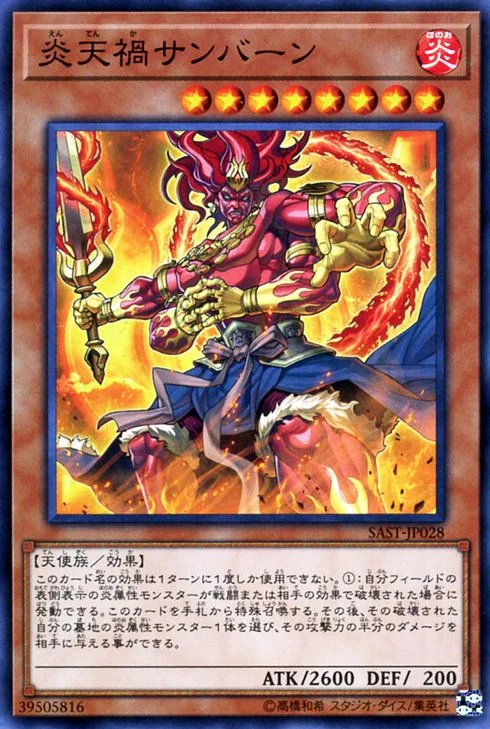 炎天禍サンバーン
炎
SAST-JP028
【天使族／効果】
このカード名の効果は1ターンに1度しか使用できない。①：自分フィールドの
表側表示の炎属性モンスターが戦闘または相手の効果で破壊された場合に
発動できる。このカードを手札から特殊召喚する。その後、その破壊された
自分の墓地の炎属性モンスター1体を選び、その攻撃力の半分のダメージを
相手に与える事ができる。
ATK/2600 DEF/ 200
39505816
©高橋和希 スタジオ・ダイス/集英社